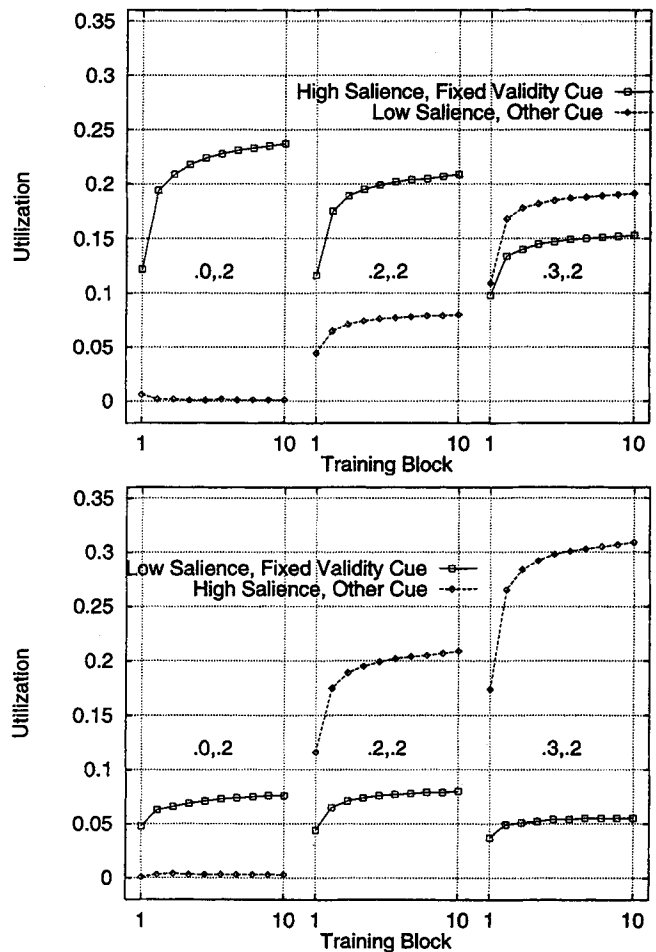 0.35
0.3
High Salience, Fixed Validity Cue
Low Salience, Other Cue
0.25
0.2
Utilization
0.15
.0,.2 .2,.2 .3,.2
0.1
0.05
0
1 10 1 10 1 10
Training Block
0.35
0.3
Low Salience, Fixed Validity Cue
High Salience, Other Cue
0.25
0.2
Utilization
0.15
.0,.2 .2,.2 .3,.2
0.1
0.05
0
1 10 1 10 1 10
Training Block